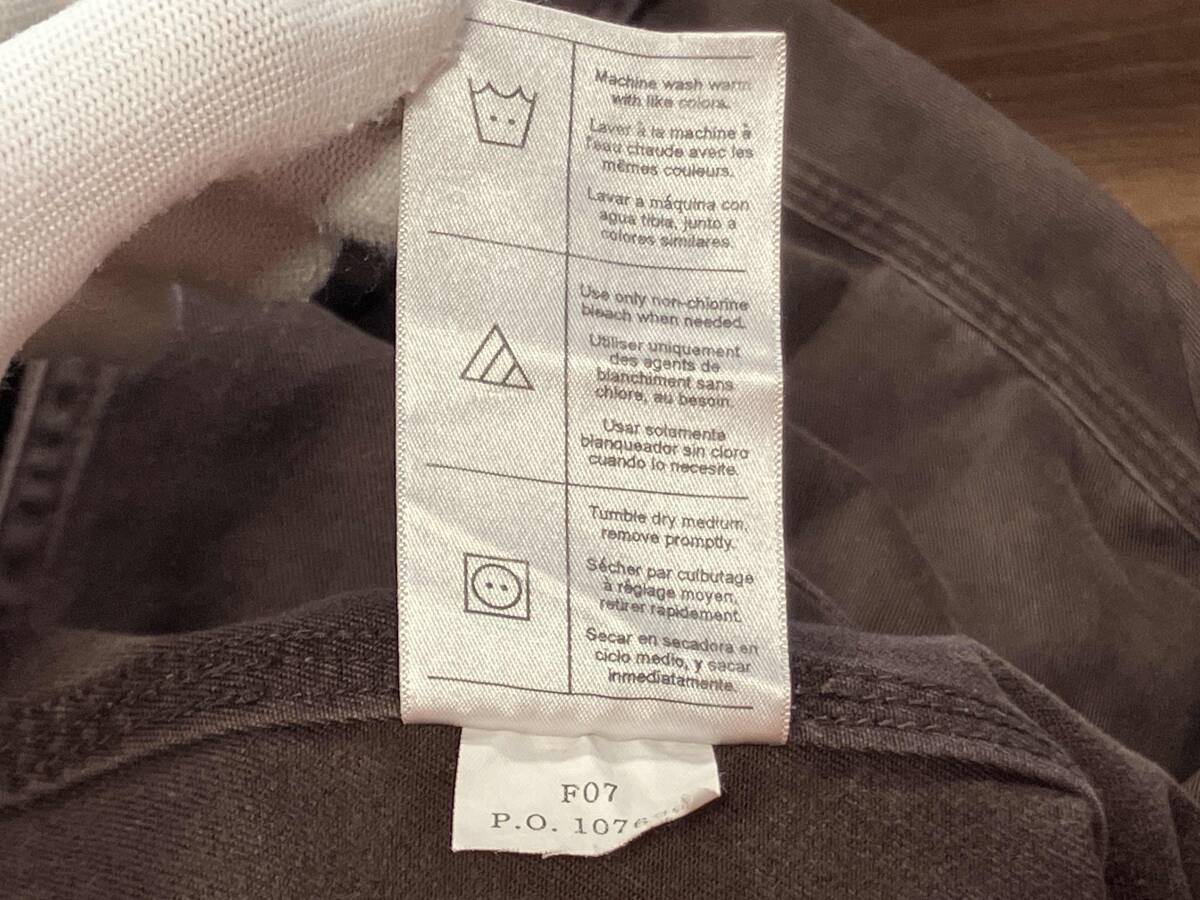 Machine wash warm
with like colors.
Laver à la machine à
l'eau chaude avec les
mêmes couleurs.
Lavar a máquina con
agua tibia, junto a
colores similares.
Use only non-chlorine
bleach when needed.
Utiliser uniquement
des agents de
blanchiment sans
chlore, au besoin.
Usar solamente
blanqueador sin cloro
cuando lo necesite.
Tumble dry medium,
remove promptly.
Sécher par culbutage
à réglage moyen,
retirer rapidement.
Secar en secadora en
ciclo medio, y sacar
inmediatamente.
F07
P.O.